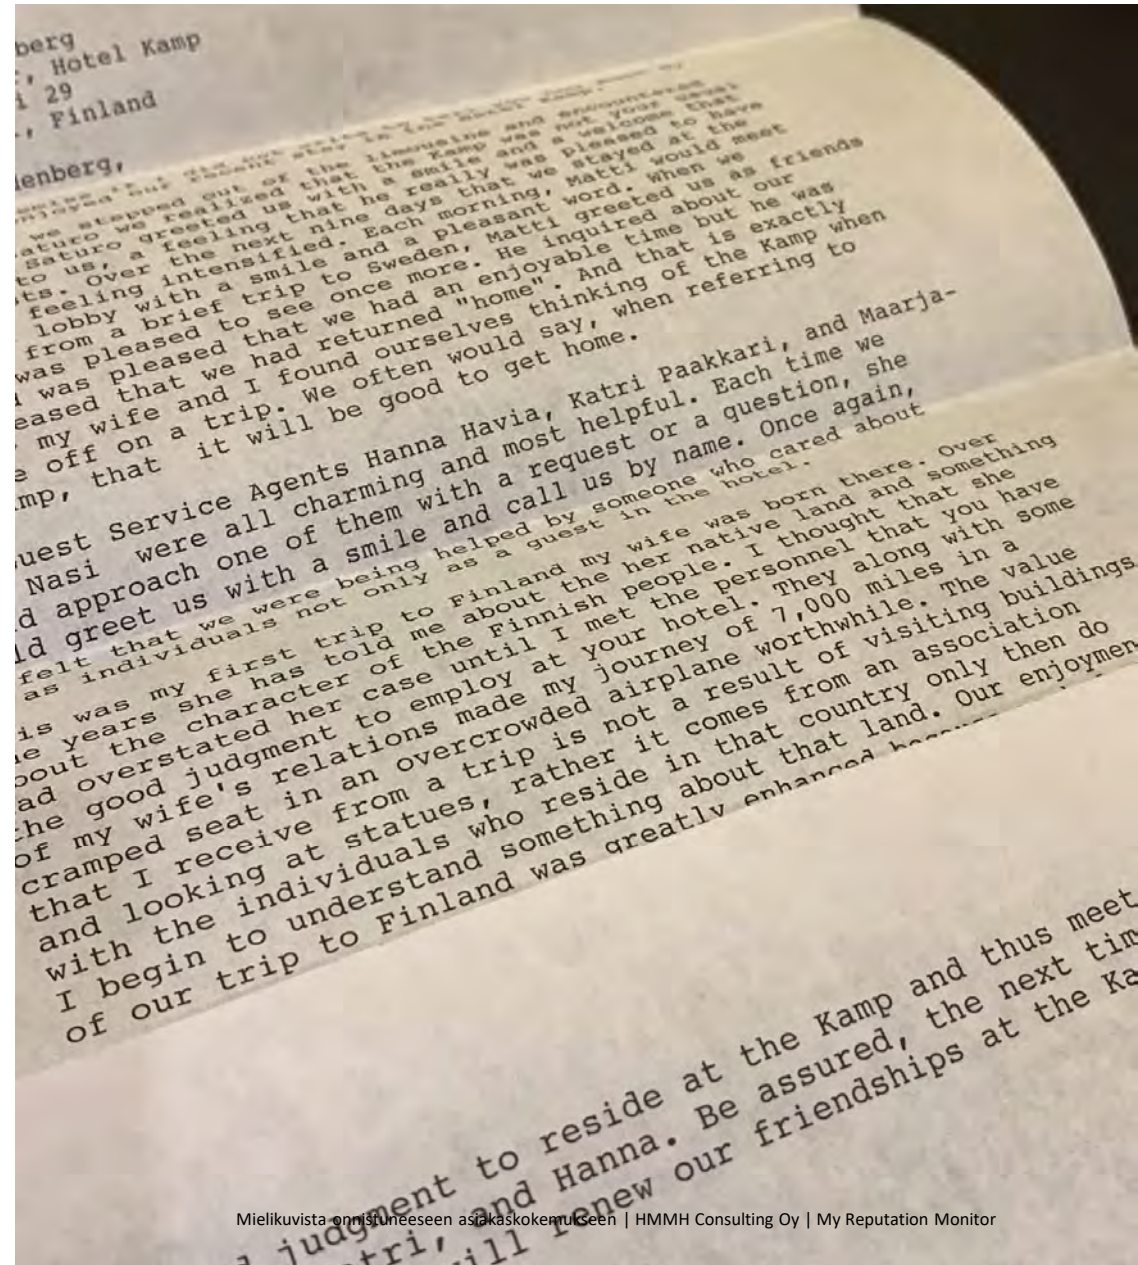 berg
, Hotel Kamp
i 29
., Finland
lenberg,
enjoyed our recent stay in the Hotel Kamp.
we stepped out of the limousine and encountered
aturo we realized that the Kamp was not your usual
Saturo greeted us with a smile and a welcome that
to us, a feeling that he really was pleased to have
ts. Over the next nine days that we stayed at the
feeling intensified. Each morning, Matti would meet
lobby with a smile and a pleasant word. When we
from a brief trip to Sweden, Matti greeted us as friends
was pleased to see once more. He inquired about our
d was pleased that we had an enjoyable time but he was
eased that we had returned "home". And that is exactly
my wife and I found ourselves thinking of the Kamp when
e off on a trip. We often would say, when referring to
mp, that it will be good to get home.
uest Service Agents Hanna Havia, Katri Paakkari, and Maarja-
Nasi were all charming and most helpful. Each time we
d approach one of them with a request or a question, she
ld greet us with a smile and call us by name. Once again,
felt that we were being helped by someone who cared about
as individuals not only as a guest in the hotel.
is was my first trip to Finland my wife was born there. Over
e years she has told me about the her native land and something
bout the character of the Finnish people. I thought that she
ad overstated her case until I met the personnel that you have
he good judgment to employ at your hotel. They along with some
of my wife's relations made my journey of 7,000 miles in a
cramped seat in an overcrowded airplane worthwhile. The value
that I receive from a trip is not a result of visiting buildings
and looking at statues, rather it comes from an association
with the individuals who reside in that country only then do
I begin to understand something about that land. Our enjoymen
of our trip to Finland was greatly enhanced
d judgment to reside at the Kamp and thus meet
tri, and Hanna. Be assured, the next tim
will renew our friendships at the Ka
Mielikuvista onnistuneeseen asiakaskokemukseen | HMMH Consulting Oy | My Reputation Monitor